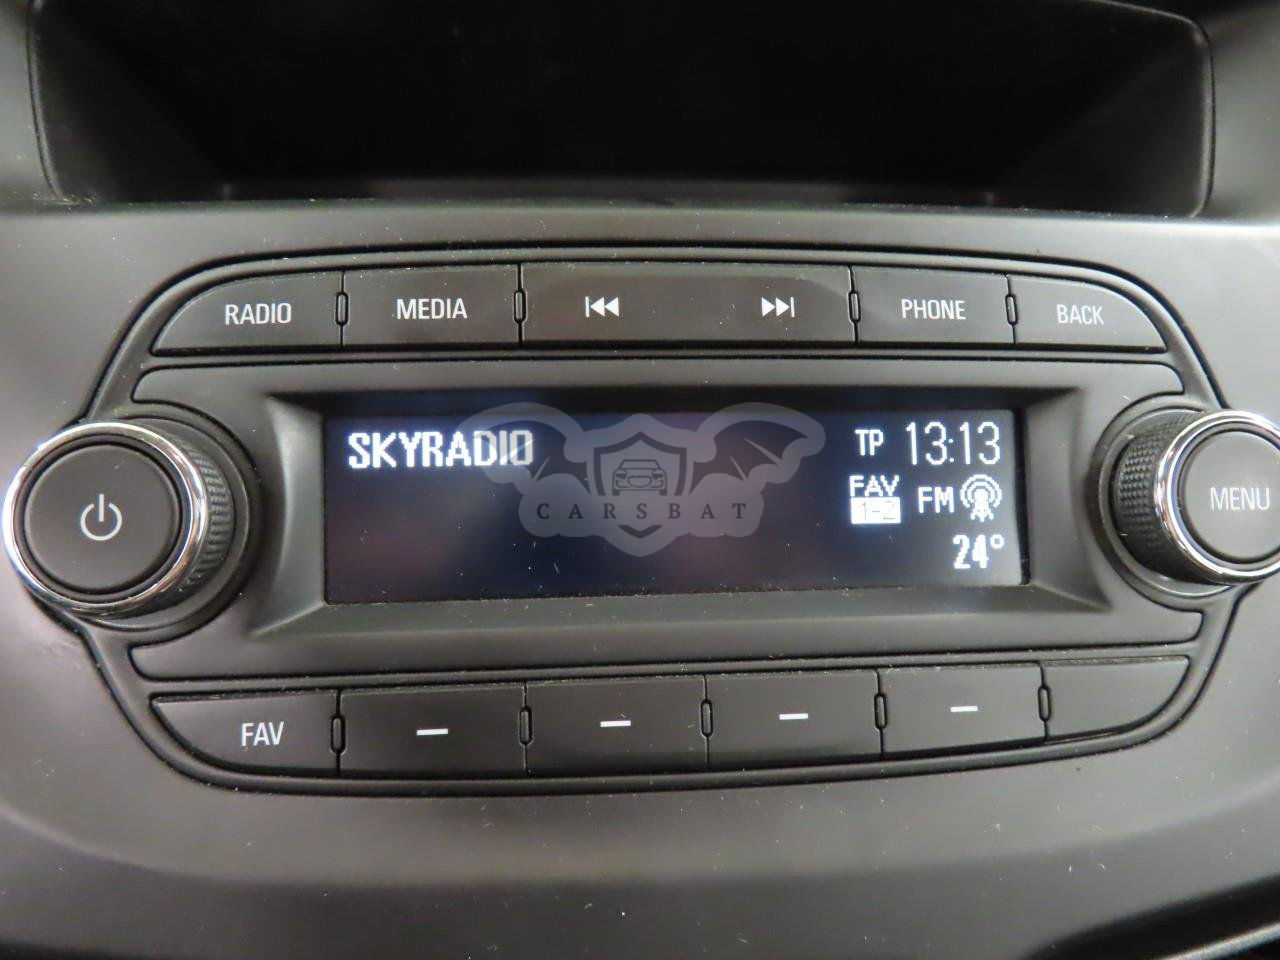 RADIO MEDIA PHONE BACK
SKYRADIO TP 13:13
FAV FM
1-2
24°
CARSBAT
MENU
FAV